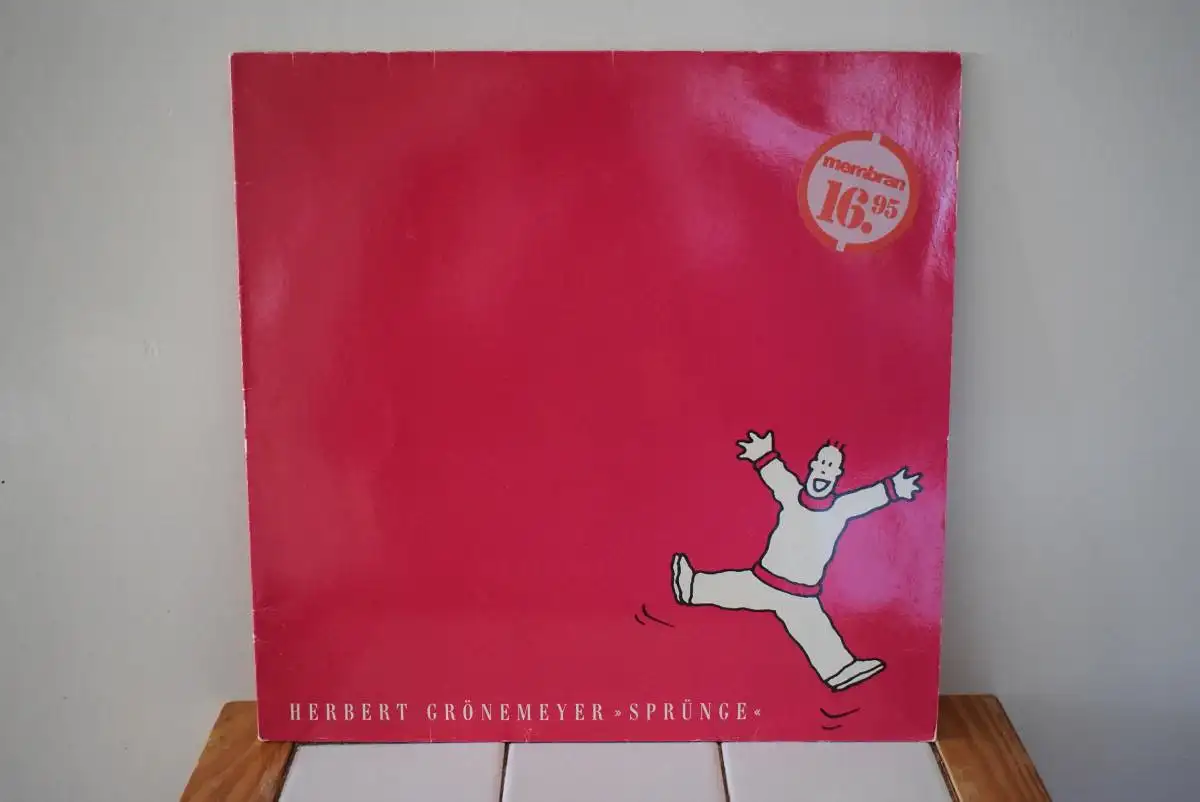 membran
16.95
HERBERT GRÖNEMEYER »SPRÜNGE«